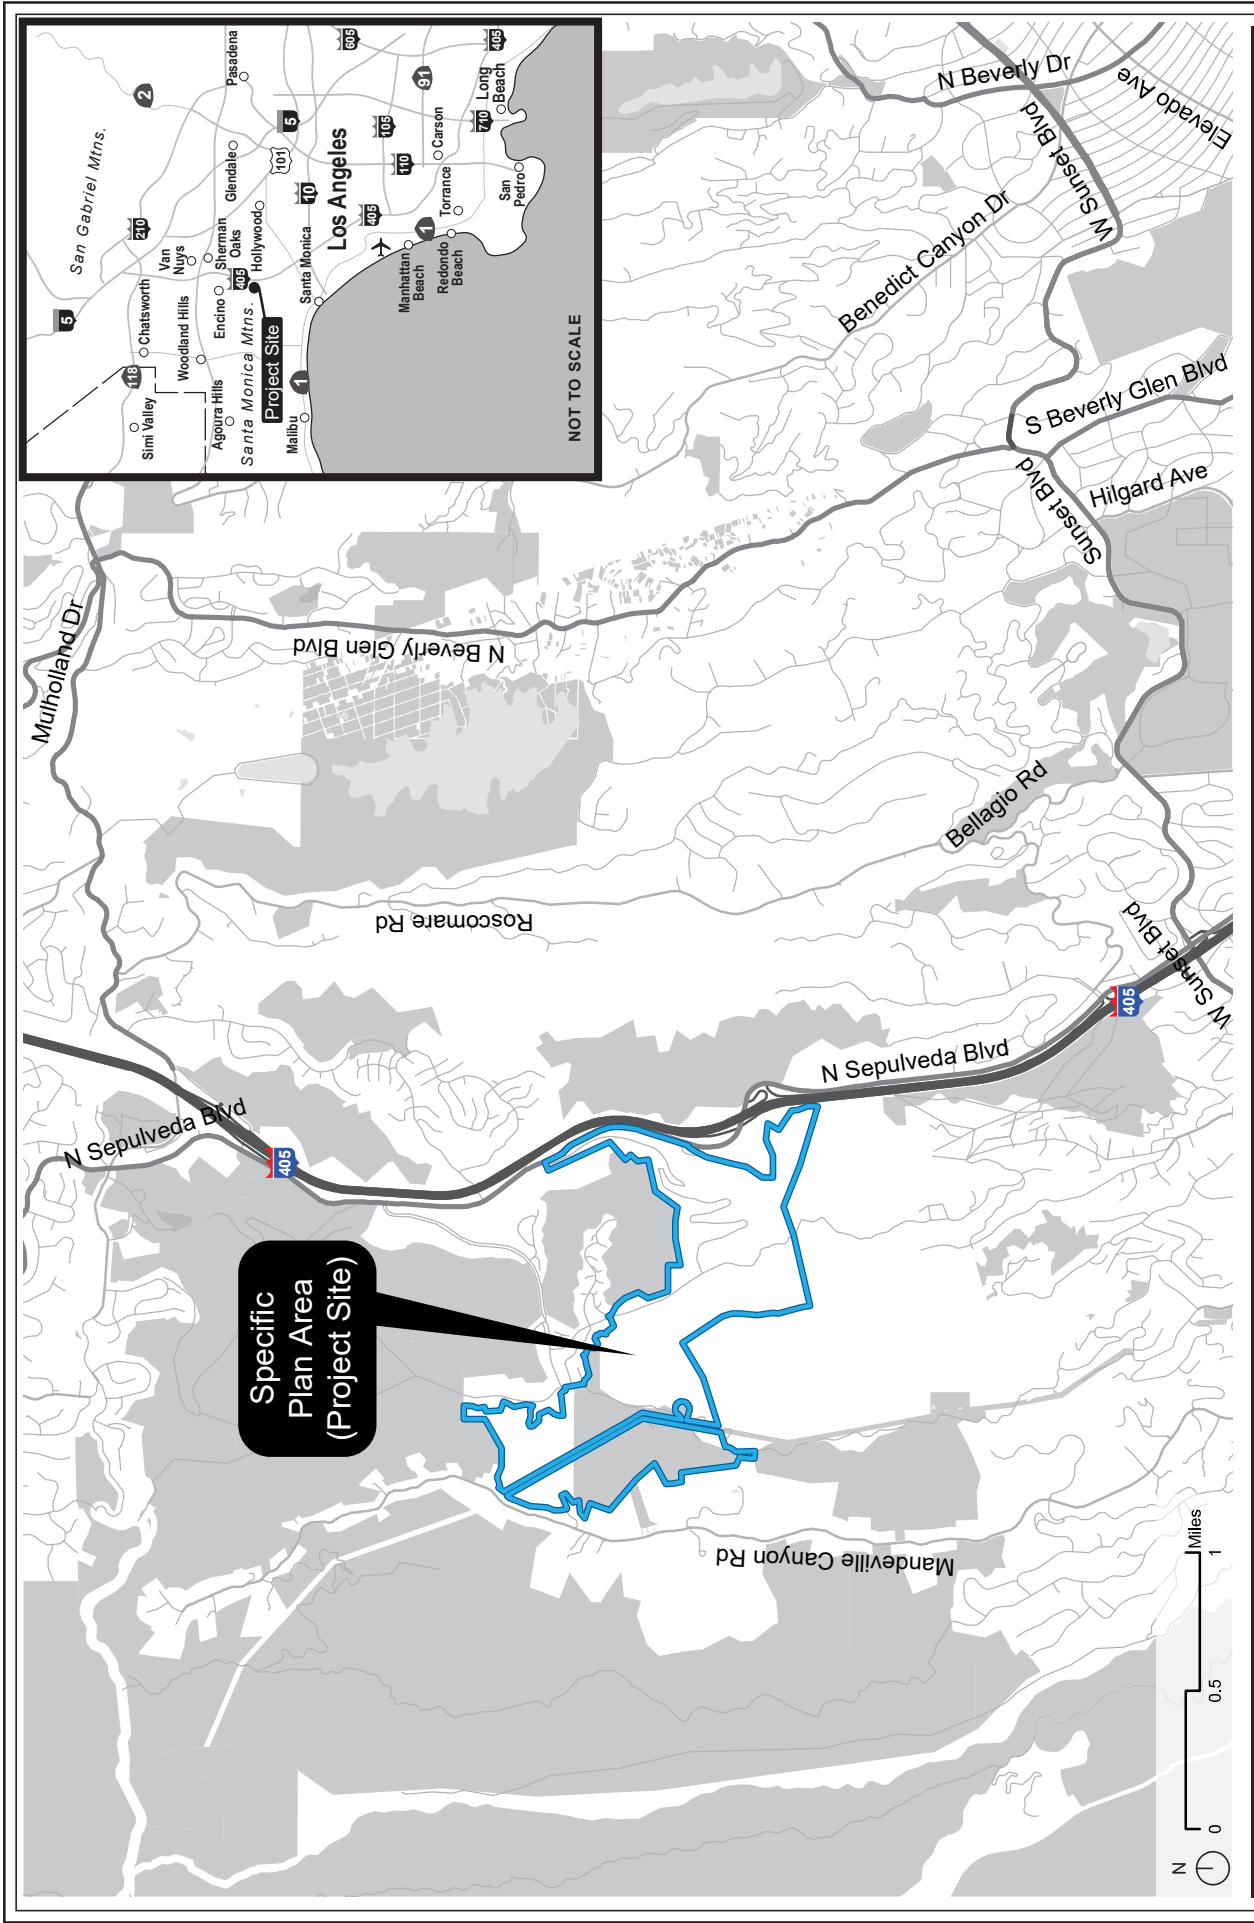 San Gabriel Mtns.
5
210
2
118
Simi Valley
Chatsworth
Van
Nuys
Pasadena
Woodland Hills
Sherman
Oaks
Glendale
Agoura Hills
Encino
405
Hollywood
101
5
605
Santa Monica Mtns.
Project Site
Malibu
1
Santa Monica
10
Los Angeles
405
105
110
91
710
405
Manhattan
Beach
Redondo
Beach
1
Torrance
Carson
Long
Beach
San
Pedro
NOT TO SCALE
Mulholland Dr
N Sepulveda Blvd
405
Specific
Plan Area
(Project Site)
N Beverly Glen Blvd
Roscomare Rd
Mandeville Canyon Rd
N Sepulveda Blvd
405
W Sunset Blvd
Bellagio Rd
Sunset Blvd
Hilgard Ave
S Beverly Glen Blvd
Benedict Canyon Dr
W Sunset Blvd
N Beverly Dr
Elevado Ave
N
0
0.5
1
Miles